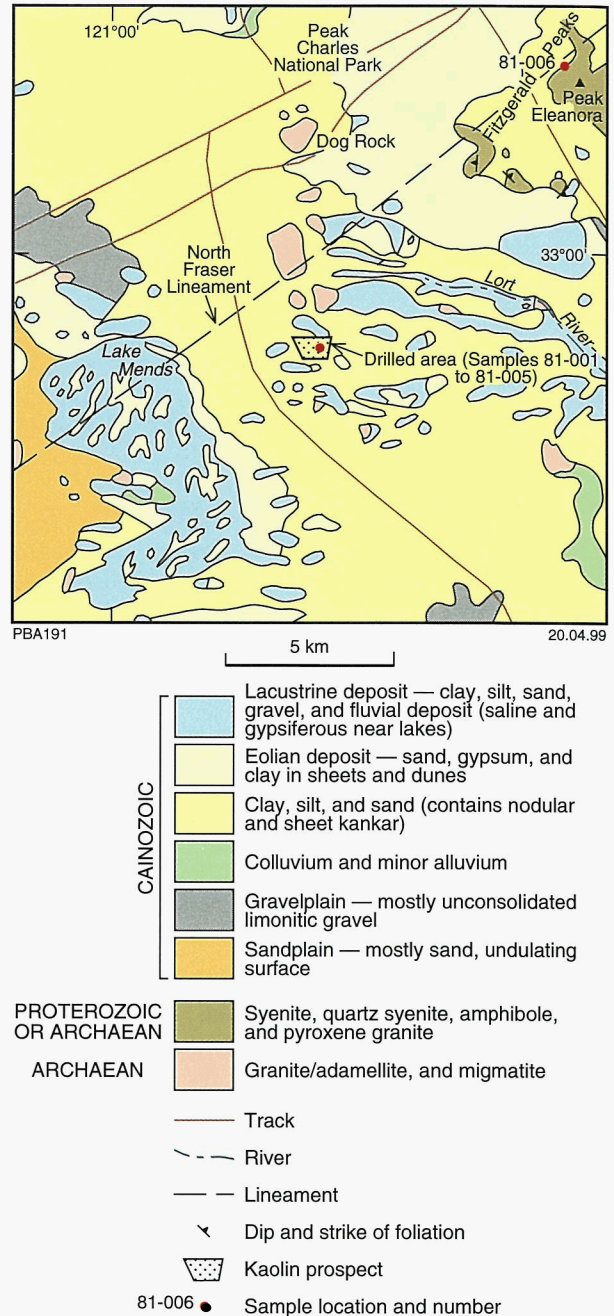 121°00'
Peak
Charles
National Park
81-006
Fitzgerald Peaks
Peak
Eleanora
Dog Rock
North
Fraser
Lineament
33°00'
Lort
River
Lake
Mends
Drilled area (Samples 81-001
to 81-005)
PBA191
20.04.99
5 km
CAINOZOIC
Lacustrine deposit — clay, silt, sand,
gravel, and fluvial deposit (saline and
gypsiferous near lakes)
Eolian deposit — sand, gypsum, and
clay in sheets and dunes
Clay, silt, and sand (contains nodular
and sheet kankar)
Colluvium and minor alluvium
Gravelplain — mostly unconsolidated
limonitic gravel
Sandplain — mostly sand, undulating
surface
PROTEROZOIC
OR ARCHAEAN
Syenite, quartz syenite, amphibole,
and pyroxene granite
ARCHAEAN
Granite/adamellite, and migmatite
Track
River
Lineament
Dip and strike of foliation
Kaolin prospect
81-006
Sample location and number